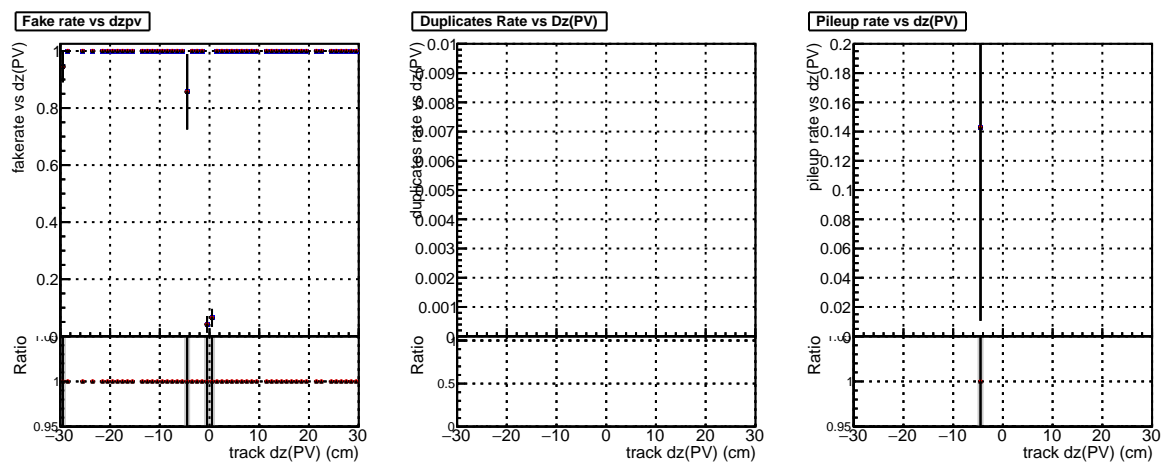 Fake rate vs dzpv
fakerate vs dz(PV)
1
0.8
0.6
0.4
0.2
0
Ratio
1
0.95
−30 −20 −10 0 10 20 30
track dz(PV) (cm)
Duplicates Rate vs Dz(PV)
duplicates rate vs dz(PV)
0.01
0.009
0.008
0.007
0.006
0.005
0.004
0.003
0.002
0.001
0
Ratio
1
0.5
0
−30 −20 −10 0 10 20 30
track dz(PV) (cm)
Pileup rate vs dz(PV)
pileup rate vs dz(PV)
0.2
0.18
0.16
0.14
0.12
0.1
0.08
0.06
0.04
0.02
0
Ratio
1
0.95
−30 −20 −10 0 10 20 30
track dz(PV) (cm)